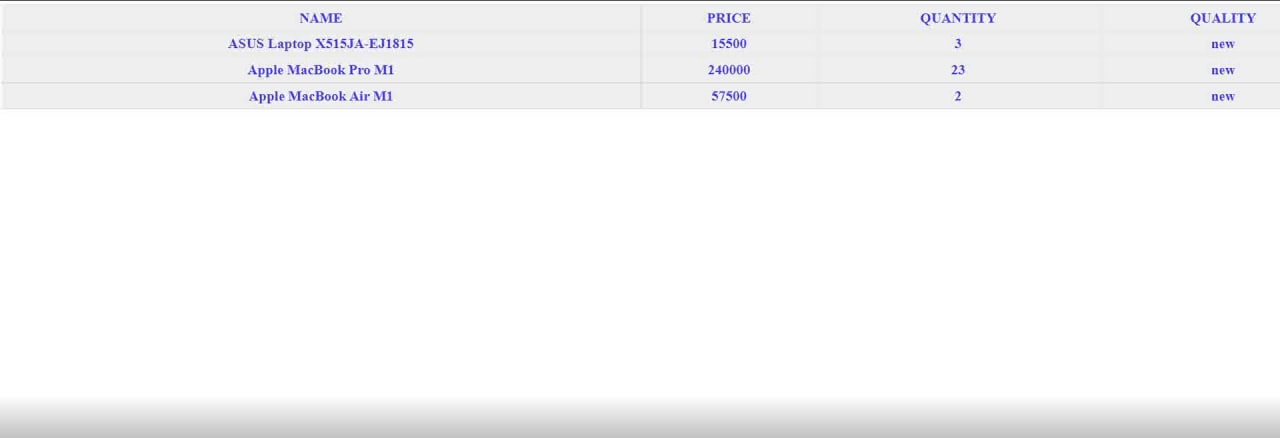 NAME PRICE QUANTITY QUALITY
ASUS Laptop X515JA-EJ1815 15500 3 new
Apple MacBook Pro M1 240000 23 new
Apple MacBook Air M1 57500 2 new